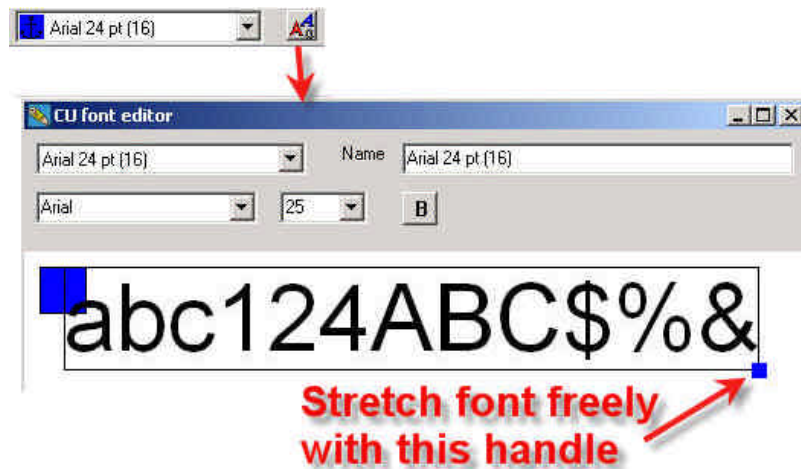 Arial 24 pt (16)
CU font editor
Arial 24 pt (16) Name Arial 24 pt (16)
Arial 25 B
abc124ABC$%&
Stretch font freely
with this handle